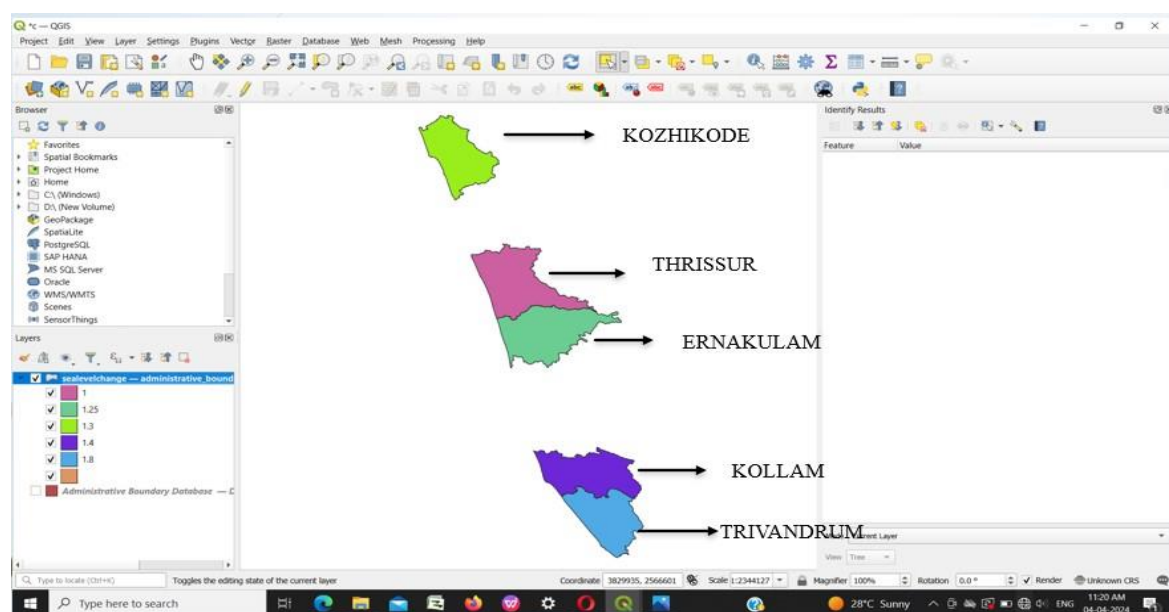 *c — QGIS
Project Edit View Layer Settings Plugins Vector Raster Database Web Mesh Processing Help
Browser
Favorites
Spatial Bookmarks
Project Home
Home
C:\ (Windows)
D:\ (New Volume)
GeoPackage
SpatiaLite
PostgreSQL
SAP HANA
MS SQL Server
Oracle
WMS/WMTS
Scenes
SensorThings
Layers
sealevelchange — administrative_bound
1
1.25
1.3
1.4
1.8
Administrative Boundary Database — D
KOZHIKODE
THRISSUR
ERNAKULAM
KOLLAM
TRIVANDRUM
Identify Results
Feature Value
Current Layer
View Tree
Type to locate (Ctrl+K) Toggles the editing state of the current layer Coordinate 3829935, 2566601 Scale 1:2344127 Magnifier 100% Rotation 0.0 ° Render Unknown CRS
Type here to search 28°C Sunny ENG 11:20 AM
04-04-2024